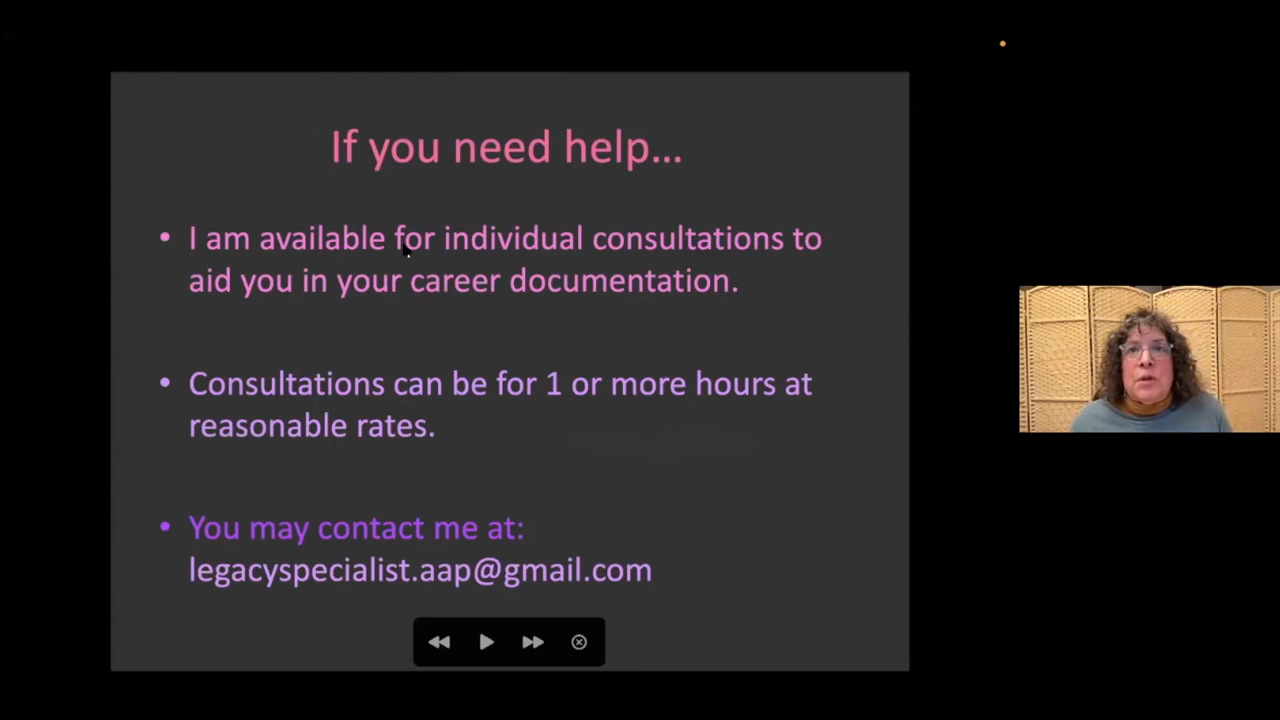 If you need help...
• I am available for individual consultations to
aid you in your career documentation.
• Consultations can be for 1 or more hours at
reasonable rates.
• You may contact me at:
legacyspecialist.aap@gmail.com